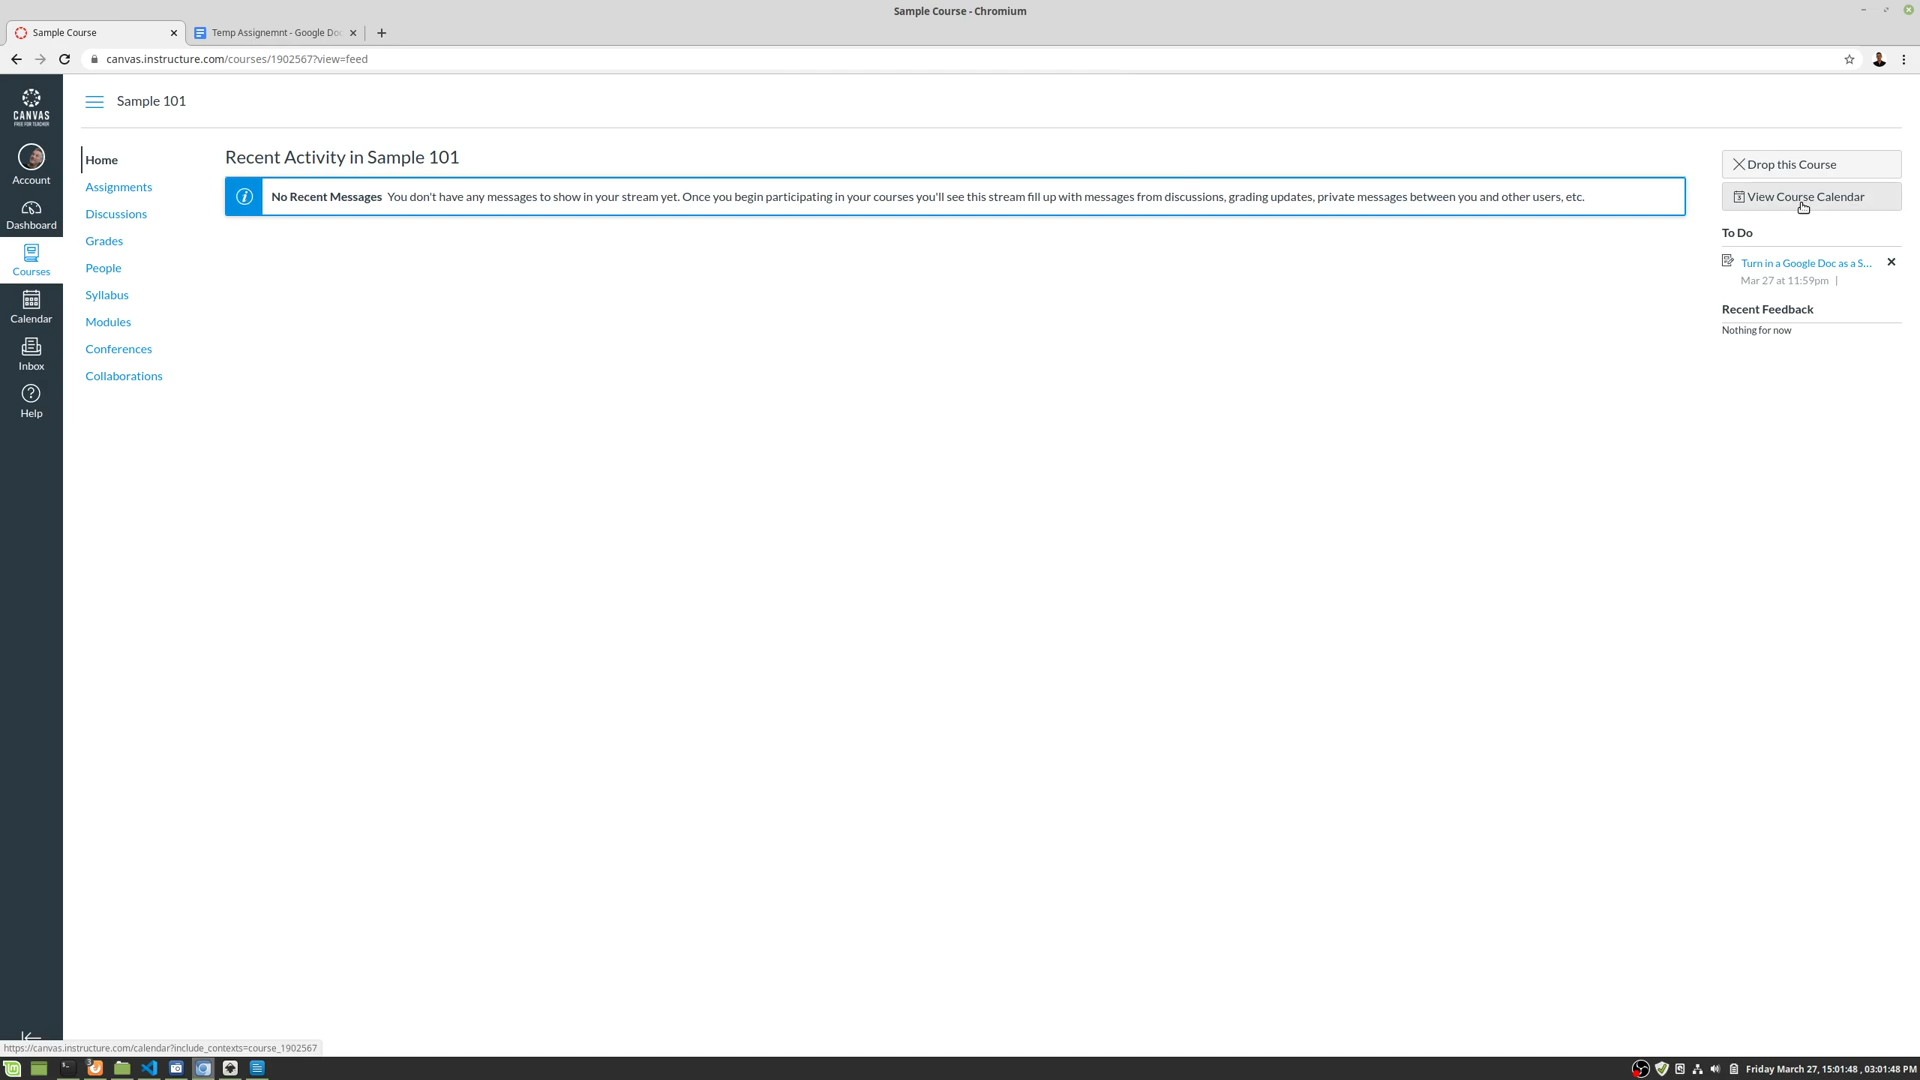 Sample Course - Chromium
Sample Course
Temp Assignemnt - Google Doc
canvas.instructure.com/courses/1902567?view=feed
CANVAS
FREE FOR TEACHER
Account
Dashboard
Courses
Calendar
Inbox
Help
Sample 101
Home
Assignments
Discussions
Grades
People
Syllabus
Modules
Conferences
Collaborations
Recent Activity in Sample 101
No Recent Messages You don't have any messages to show in your stream yet. Once you begin participating in your courses you'll see this stream fill up with messages from discussions, grading updates, private messages between you and other users, etc.
Drop this Course
View Course Calendar
To Do
Turn in a Google Doc as a S...
Mar 27 at 11:59pm |
Recent Feedback
Nothing for now
https://canvas.instructure.com/calendar?include_contexts=course_1902567
Friday March 27, 15:01:48 , 03:01:48 PM